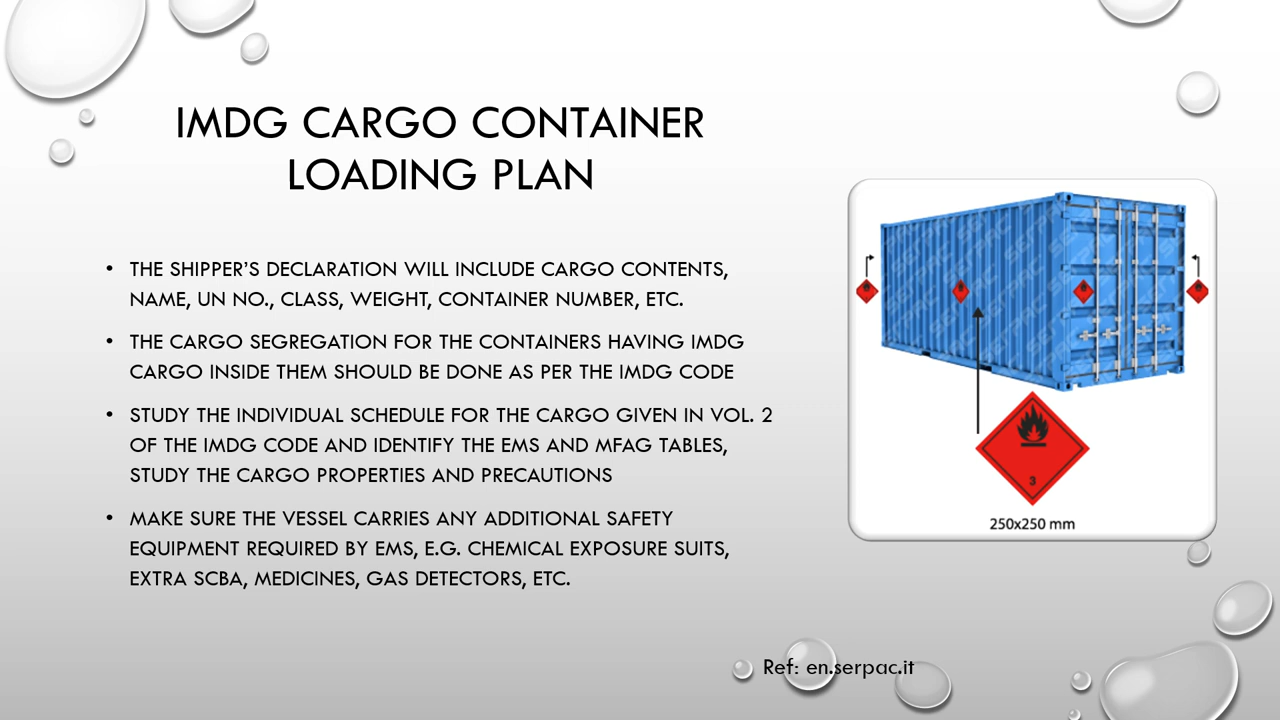 IMDG CARGO CONTAINER
LOADING PLAN
• THE SHIPPER’S DECLARATION WILL INCLUDE CARGO CONTENTS,
NAME, UN NO., CLASS, WEIGHT, CONTAINER NUMBER, ETC.
• THE CARGO SEGREGATION FOR THE CONTAINERS HAVING IMDG
CARGO INSIDE THEM SHOULD BE DONE AS PER THE IMDG CODE
• STUDY THE INDIVIDUAL SCHEDULE FOR THE CARGO GIVEN IN VOL. 2
OF THE IMDG CODE AND IDENTIFY THE EMS AND MFAG TABLES,
STUDY THE CARGO PROPERTIES AND PRECAUTIONS
• MAKE SURE THE VESSEL CARRIES ANY ADDITIONAL SAFETY
EQUIPMENT REQUIRED BY EMS, E.G. CHEMICAL EXPOSURE SUITS,
EXTRA SCBA, MEDICINES, GAS DETECTORS, ETC.
SERPAC
3
250x250 mm
Ref: en.serpac.it